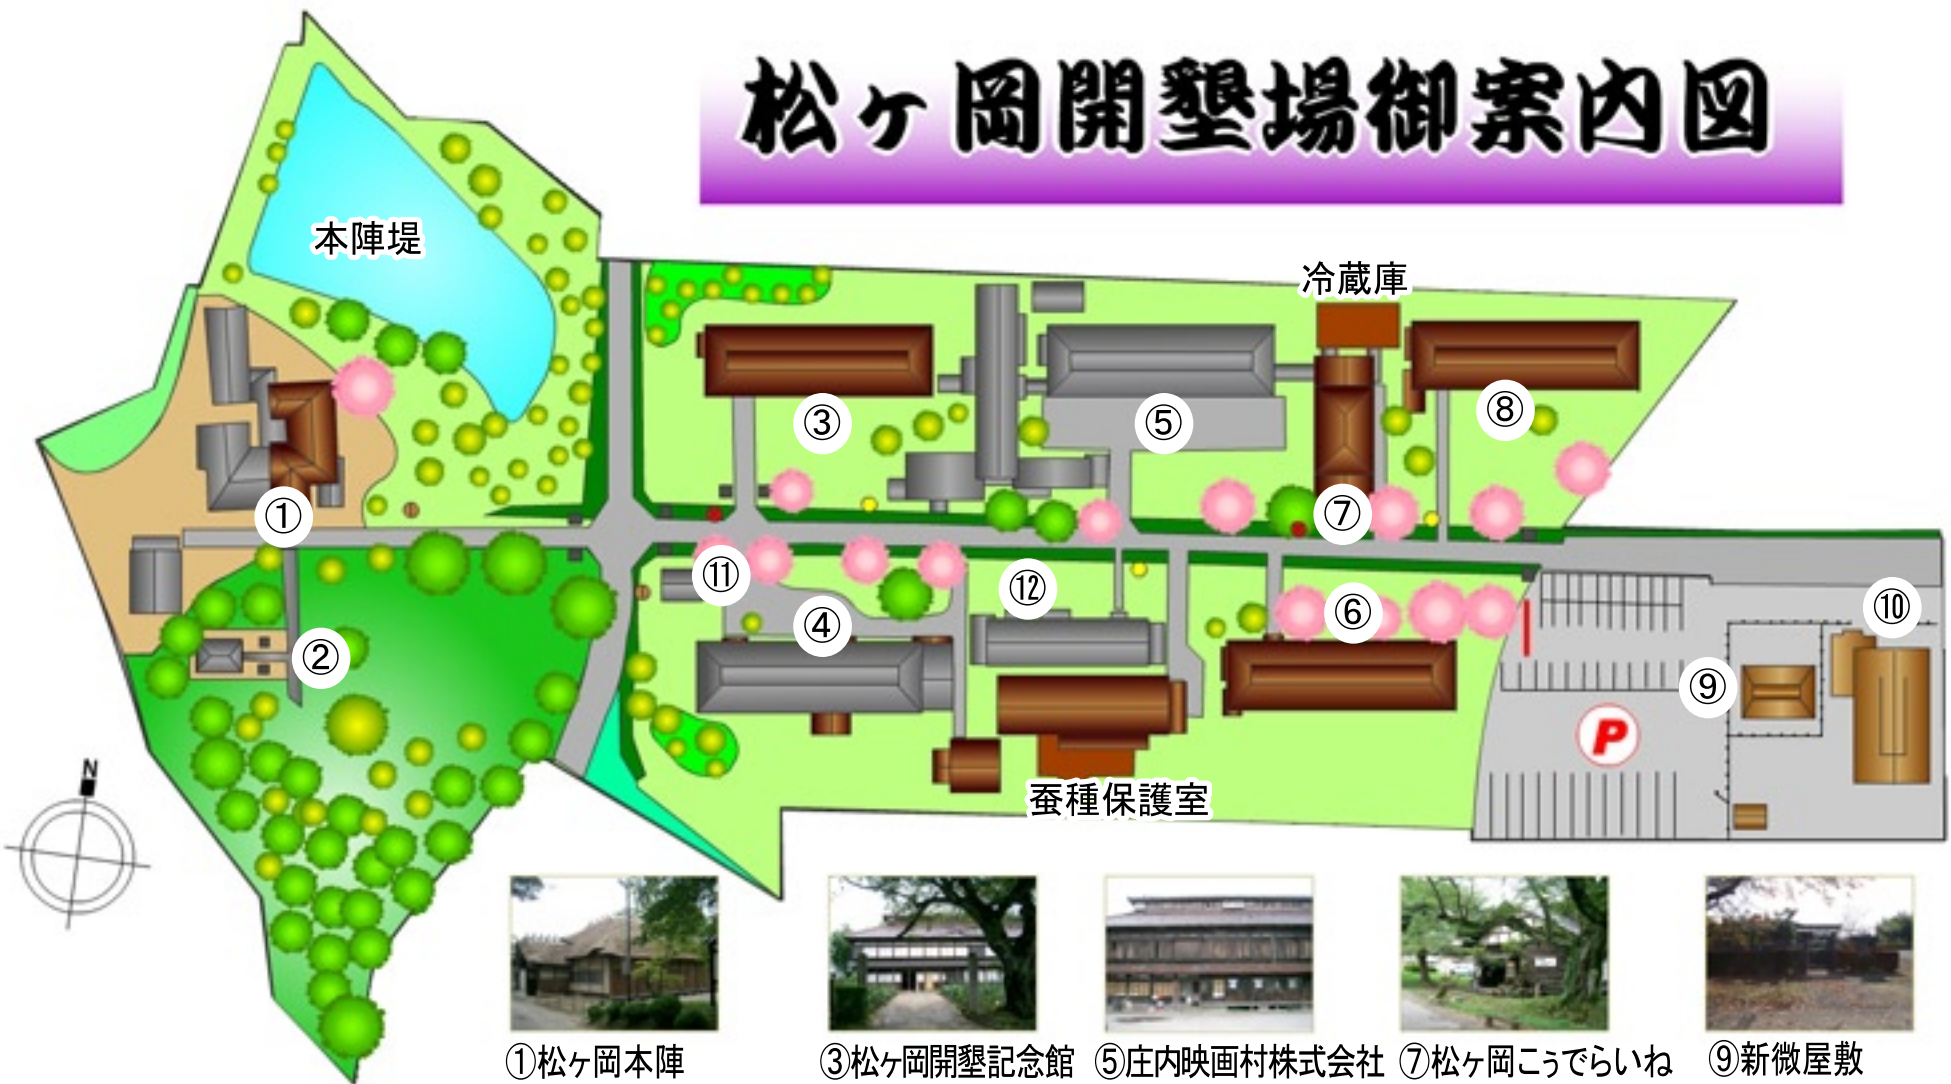 松ヶ岡開墾場御案内図
本陣堤
冷蔵庫
③
⑤
⑧
①
⑦
⑪
⑫
④
⑥
⑩
②
⑨
P
N
蚕種保護室
①松ヶ岡本陣
③松ヶ岡開墾記念館
⑤庄内映画村株式会社
⑦松ヶ岡こぅでらいね
⑨新微屋敷